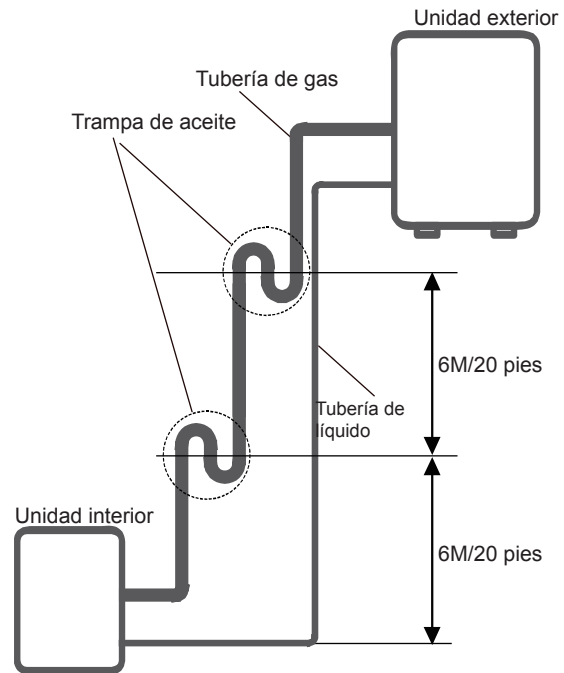 Unidad exterior
Tubería de gas
Trampa de aceite
6M/20 pies
Tubería de
líquido
Unidad interior
6M/20 pies